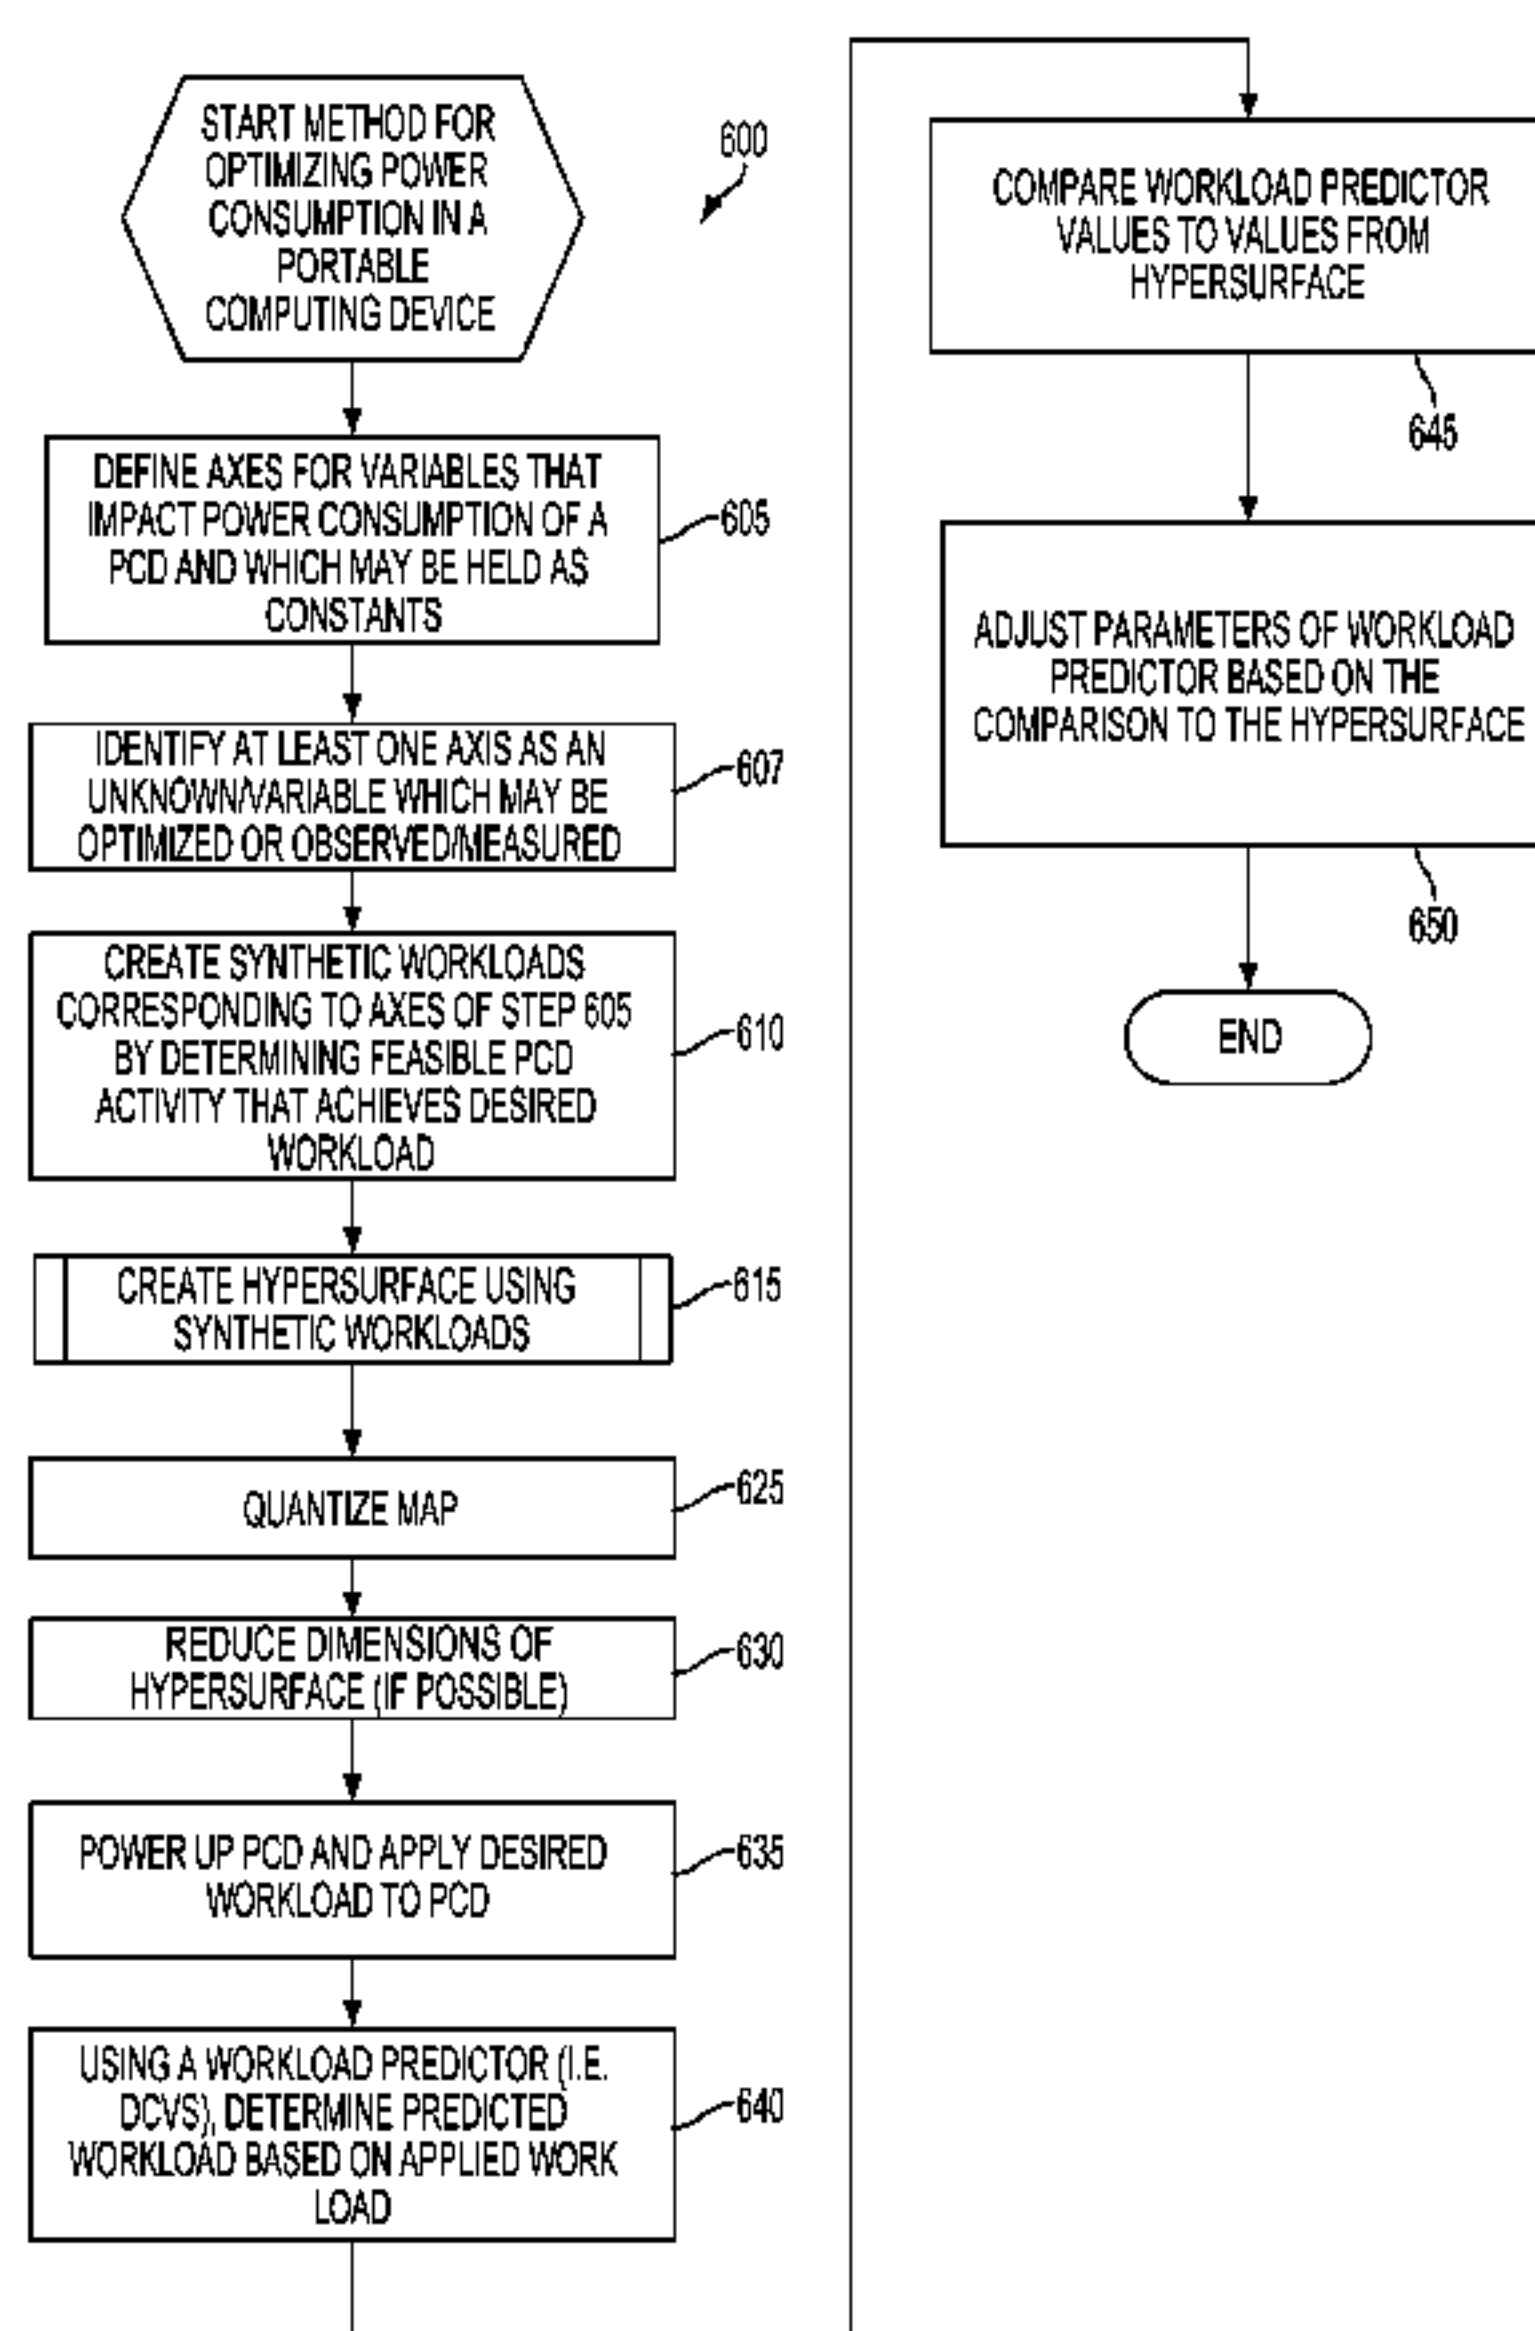 START METHOD FOR
OPTIMIZING POWER
CONSUMPTION IN A
PORTABLE
COMPUTING DEVICE
600
DEFINE AXES FOR VARIABLES THAT
IMPACT POWER CONSUMPTION OF A
PCD AND WHICH MAY BE HELD AS
CONSTANTS
605
IDENTIFY AT LEAST ONE AXIS AS AN
UNKNOWN/VARIABLE WHICH MAY BE
OPTIMIZED OR OBSERVED/MEASURED
607
CREATE SYNTHETIC WORKLOADS
CORRESPONDING TO AXES OF STEP 605
BY DETERMINING FEASIBLE PCD
ACTIVITY THAT ACHIEVES DESIRED
WORKLOAD
610
CREATE HYPERSURFACE USING
SYNTHETIC WORKLOADS
615
QUANTIZE MAP
625
REDUCE DIMENSIONS OF
HYPERSURFACE (IF POSSIBLE)
630
POWER UP PCD AND APPLY DESIRED
WORKLOAD TO PCD
635
USING A WORKLOAD PREDICTOR (I.E.
DCVS), DETERMINE PREDICTED
WORKLOAD BASED ON APPLIED WORK
LOAD
640
COMPARE WORKLOAD PREDICTOR
VALUES TO VALUES FROM
HYPERSURFACE
645
ADJUST PARAMETERS OF WORKLOAD
PREDICTOR BASED ON THE
COMPARISON TO THE HYPERSURFACE
650
END